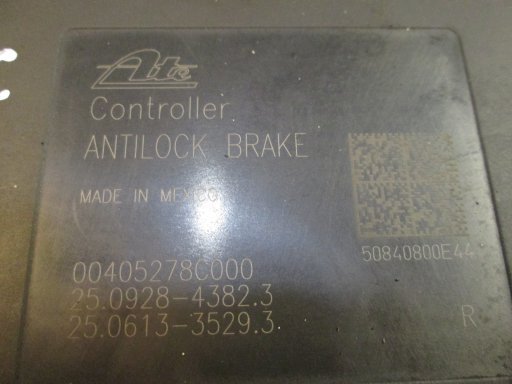 Ate
Controller
ANTILOCK BRAKE
MADE IN MEXICO
50840800E44
00405278C000
25.0928-4382.3
25.0613-3529.3
R